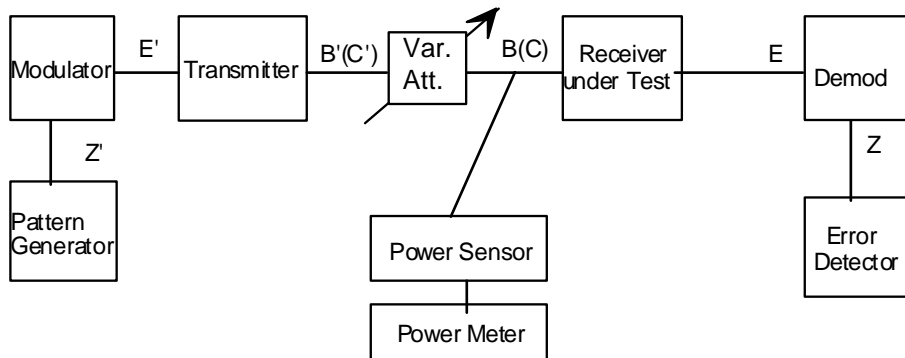 Modulator
E'
Transmitter
B'(C')
Var.
Att.
B(C)
Receiver
under Test
E
Demod
Z'
Z
Pattern
Generator
Power Sensor
Power Meter
Error
Detector